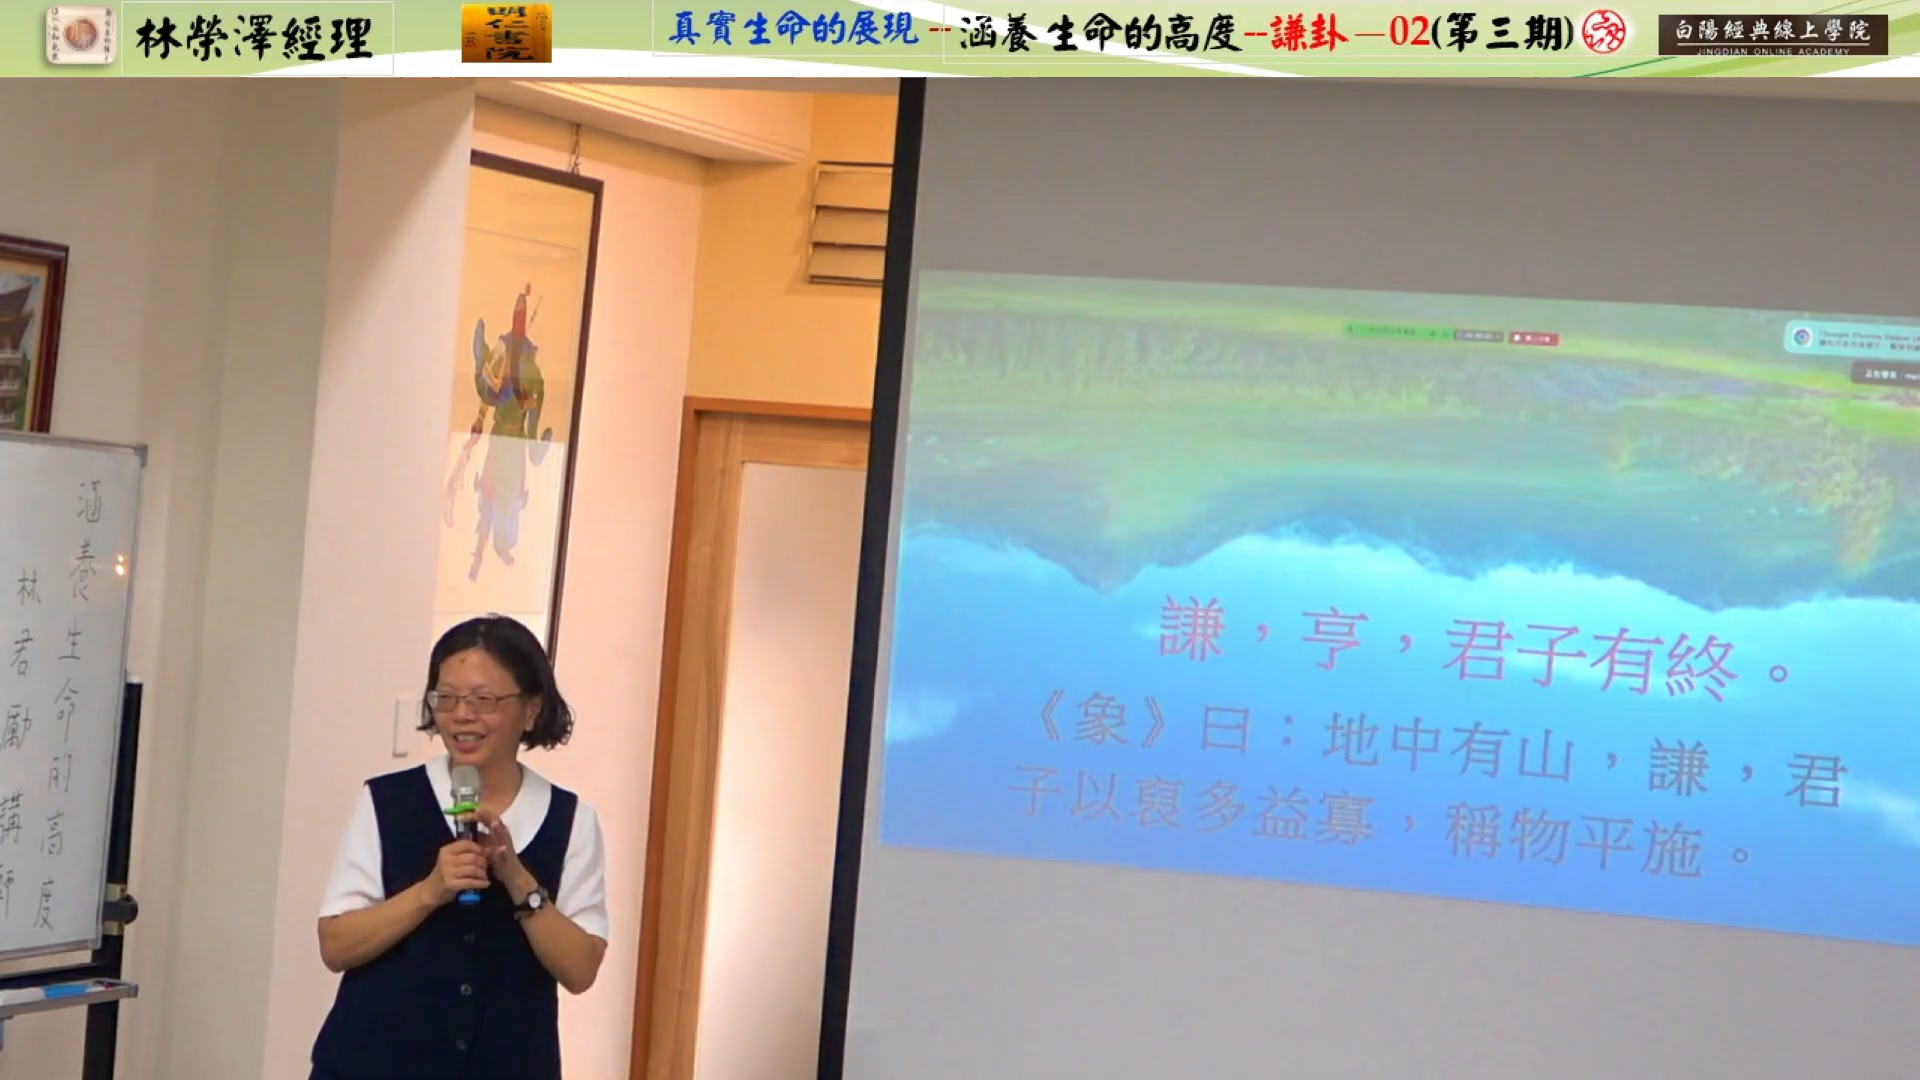 林榮澤經理
真實生命的展現--涵養生命的高度--謙卦—02(第三期)
白陽經典線上學院
JINGDIAN ONLINE ACADEMY
涵養生命的高度
林君勵講師
謙，亨，君子有終。
《象》曰：地中有山，謙，君
子以裒多益寡，稱物平施。